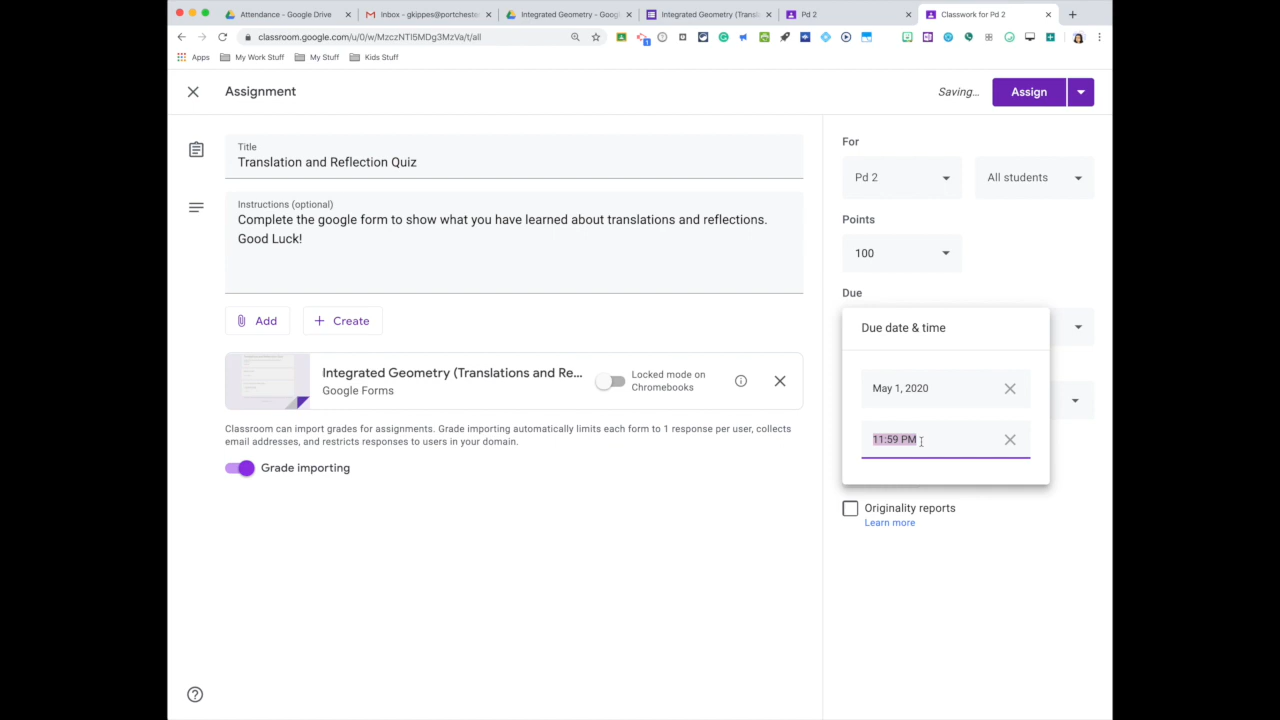 Attendance - Google Drive
Inbox - gkippes@portcheste
Integrated Geometry - Goog
Integrated Geometry (Transl
Pd 2
Classwork for Pd 2
classroom.google.com/u/0/w/MzczNTI5MDg3MzVa/t/all
Apps
My Work Stuff
My Stuff
Kids Stuff
Assignment
Saving...
Assign
Title
Translation and Reflection Quiz
Instructions (optional)
Complete the google form to show what you have learned about translations and reflections.
Good Luck!
Add
Create
Integrated Geometry (Translations and Re...
Google Forms
Locked mode on
Chromebooks
Classroom can import grades for assignments. Grade importing automatically limits each form to 1 response per user, collects
email addresses, and restricts responses to users in your domain.
Grade importing
For
Pd 2
All students
Points
100
Due
Due date & time
May 1, 2020
11:59 PM
Originality reports
Learn more